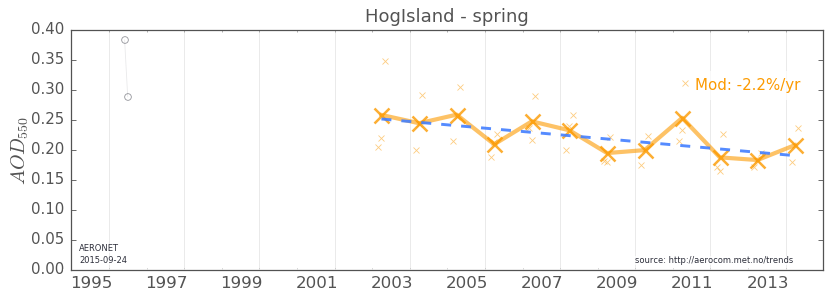 HogIsland - spring
0.40
0.35
0.30
0.25
0.20
0.15
0.10
0.05
0.00
AOD550
Mod: -2.2%/yr
AERONET
2015-09-24
source: http://aerocom.met.no/trends
1995 1997 1999 2001 2003 2005 2007 2009 2011 2013